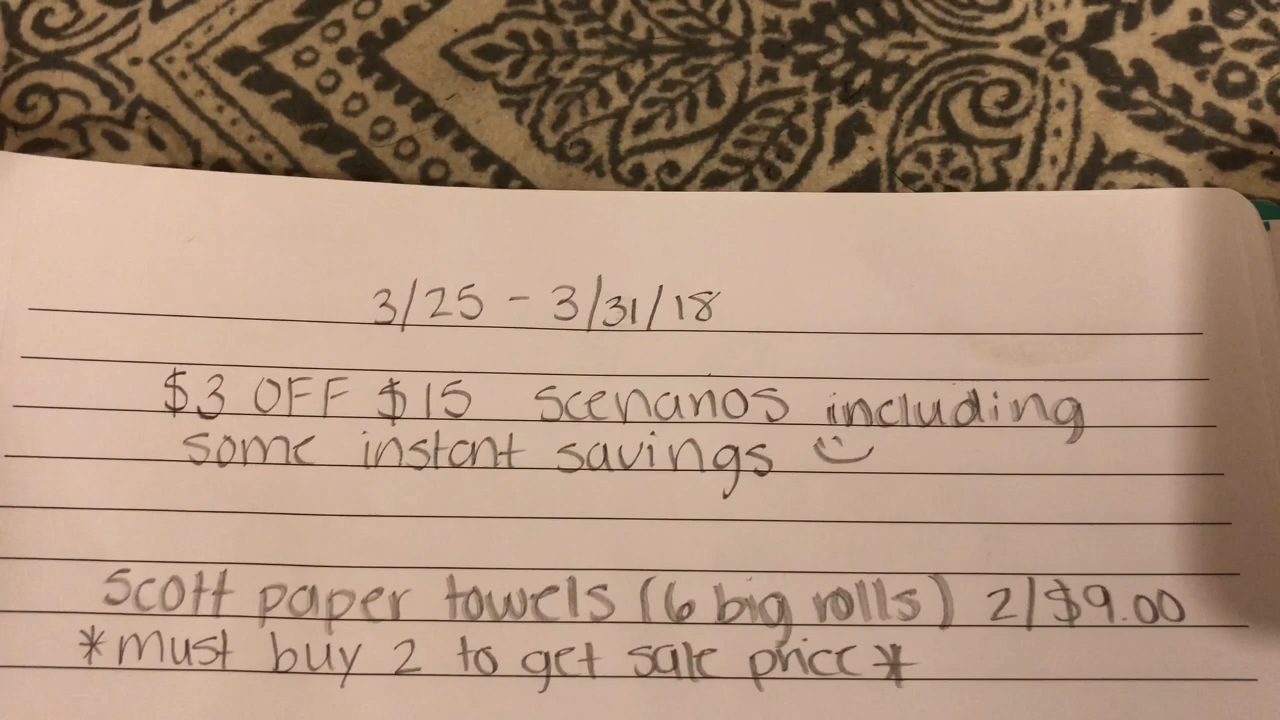 3/25 - 3/31/18
$3 OFF $15 scenarios including
some instant savings
Scott paper towels (6 big rolls) 2/$9.00
*must buy 2 to get sale price*